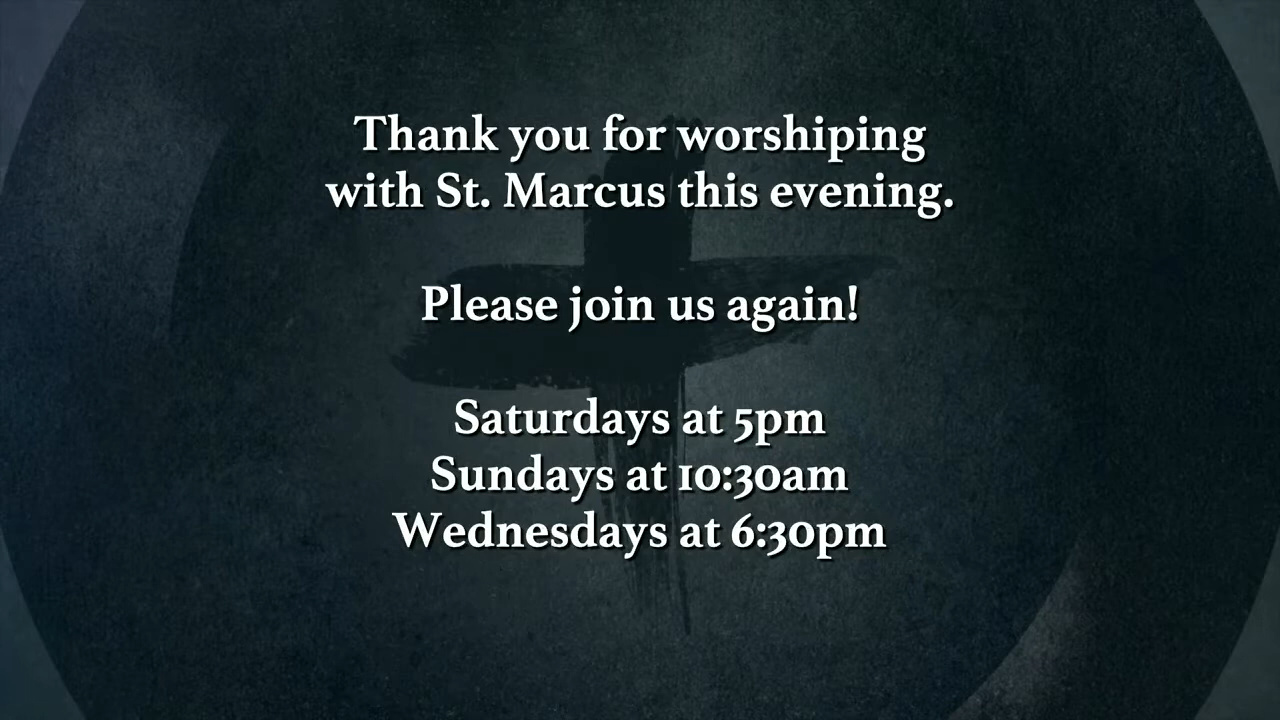 Thank you for worshiping
with St. Marcus this evening.
Please join us again!
Saturdays at 5pm
Sundays at 10:30am
Wednesdays at 6:30pm